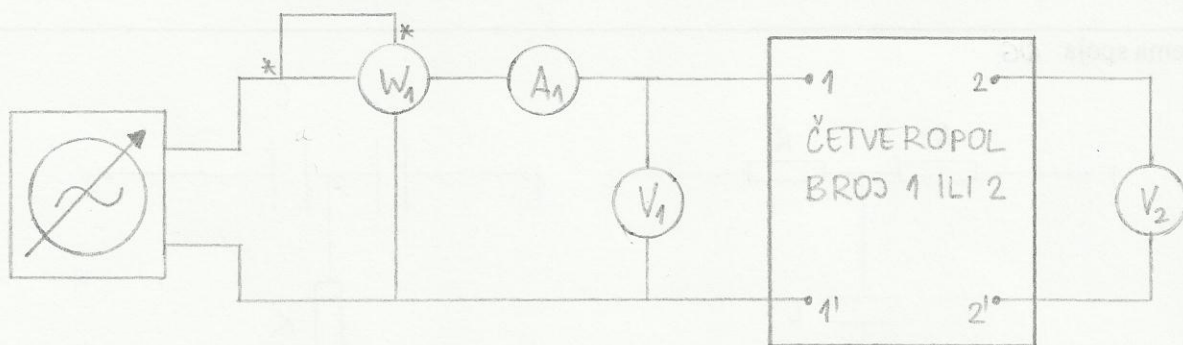 *
*
W₁
A₁
V₁
1
2
ČETVEROPOL
BROJ 1 ILI 2
V₂
1'
2'